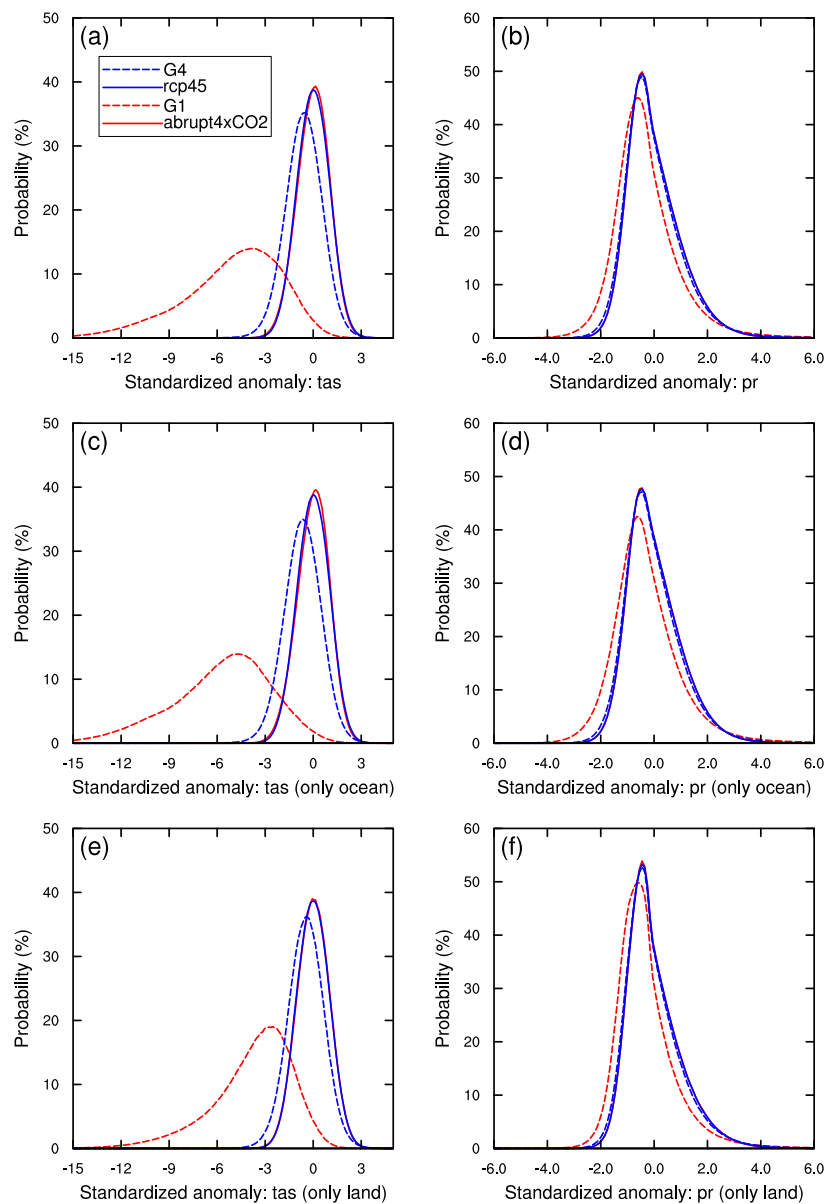 (a)
G4
rcp45
G1
abrupt4xCO2
Probability (%)
50
40
30
20
10
0
-15 -12 -9 -6 -3 0 3
Standardized anomaly: tas
(b)
Probability (%)
60
50
40
30
20
10
0
-6.0 -4.0 -2.0 0.0 2.0 4.0 6.0
Standardized anomaly: pr
(c)
Probability (%)
50
40
30
20
10
0
-15 -12 -9 -6 -3 0 3
Standardized anomaly: tas (only ocean)
(d)
Probability (%)
60
50
40
30
20
10
0
-6.0 -4.0 -2.0 0.0 2.0 4.0 6.0
Standardized anomaly: pr (only ocean)
(e)
Probability (%)
50
40
30
20
10
0
-15 -12 -9 -6 -3 0 3
Standardized anomaly: tas (only land)
(f)
Probability (%)
60
50
40
30
20
10
0
-6.0 -4.0 -2.0 0.0 2.0 4.0 6.0
Standardized anomaly: pr (only land)